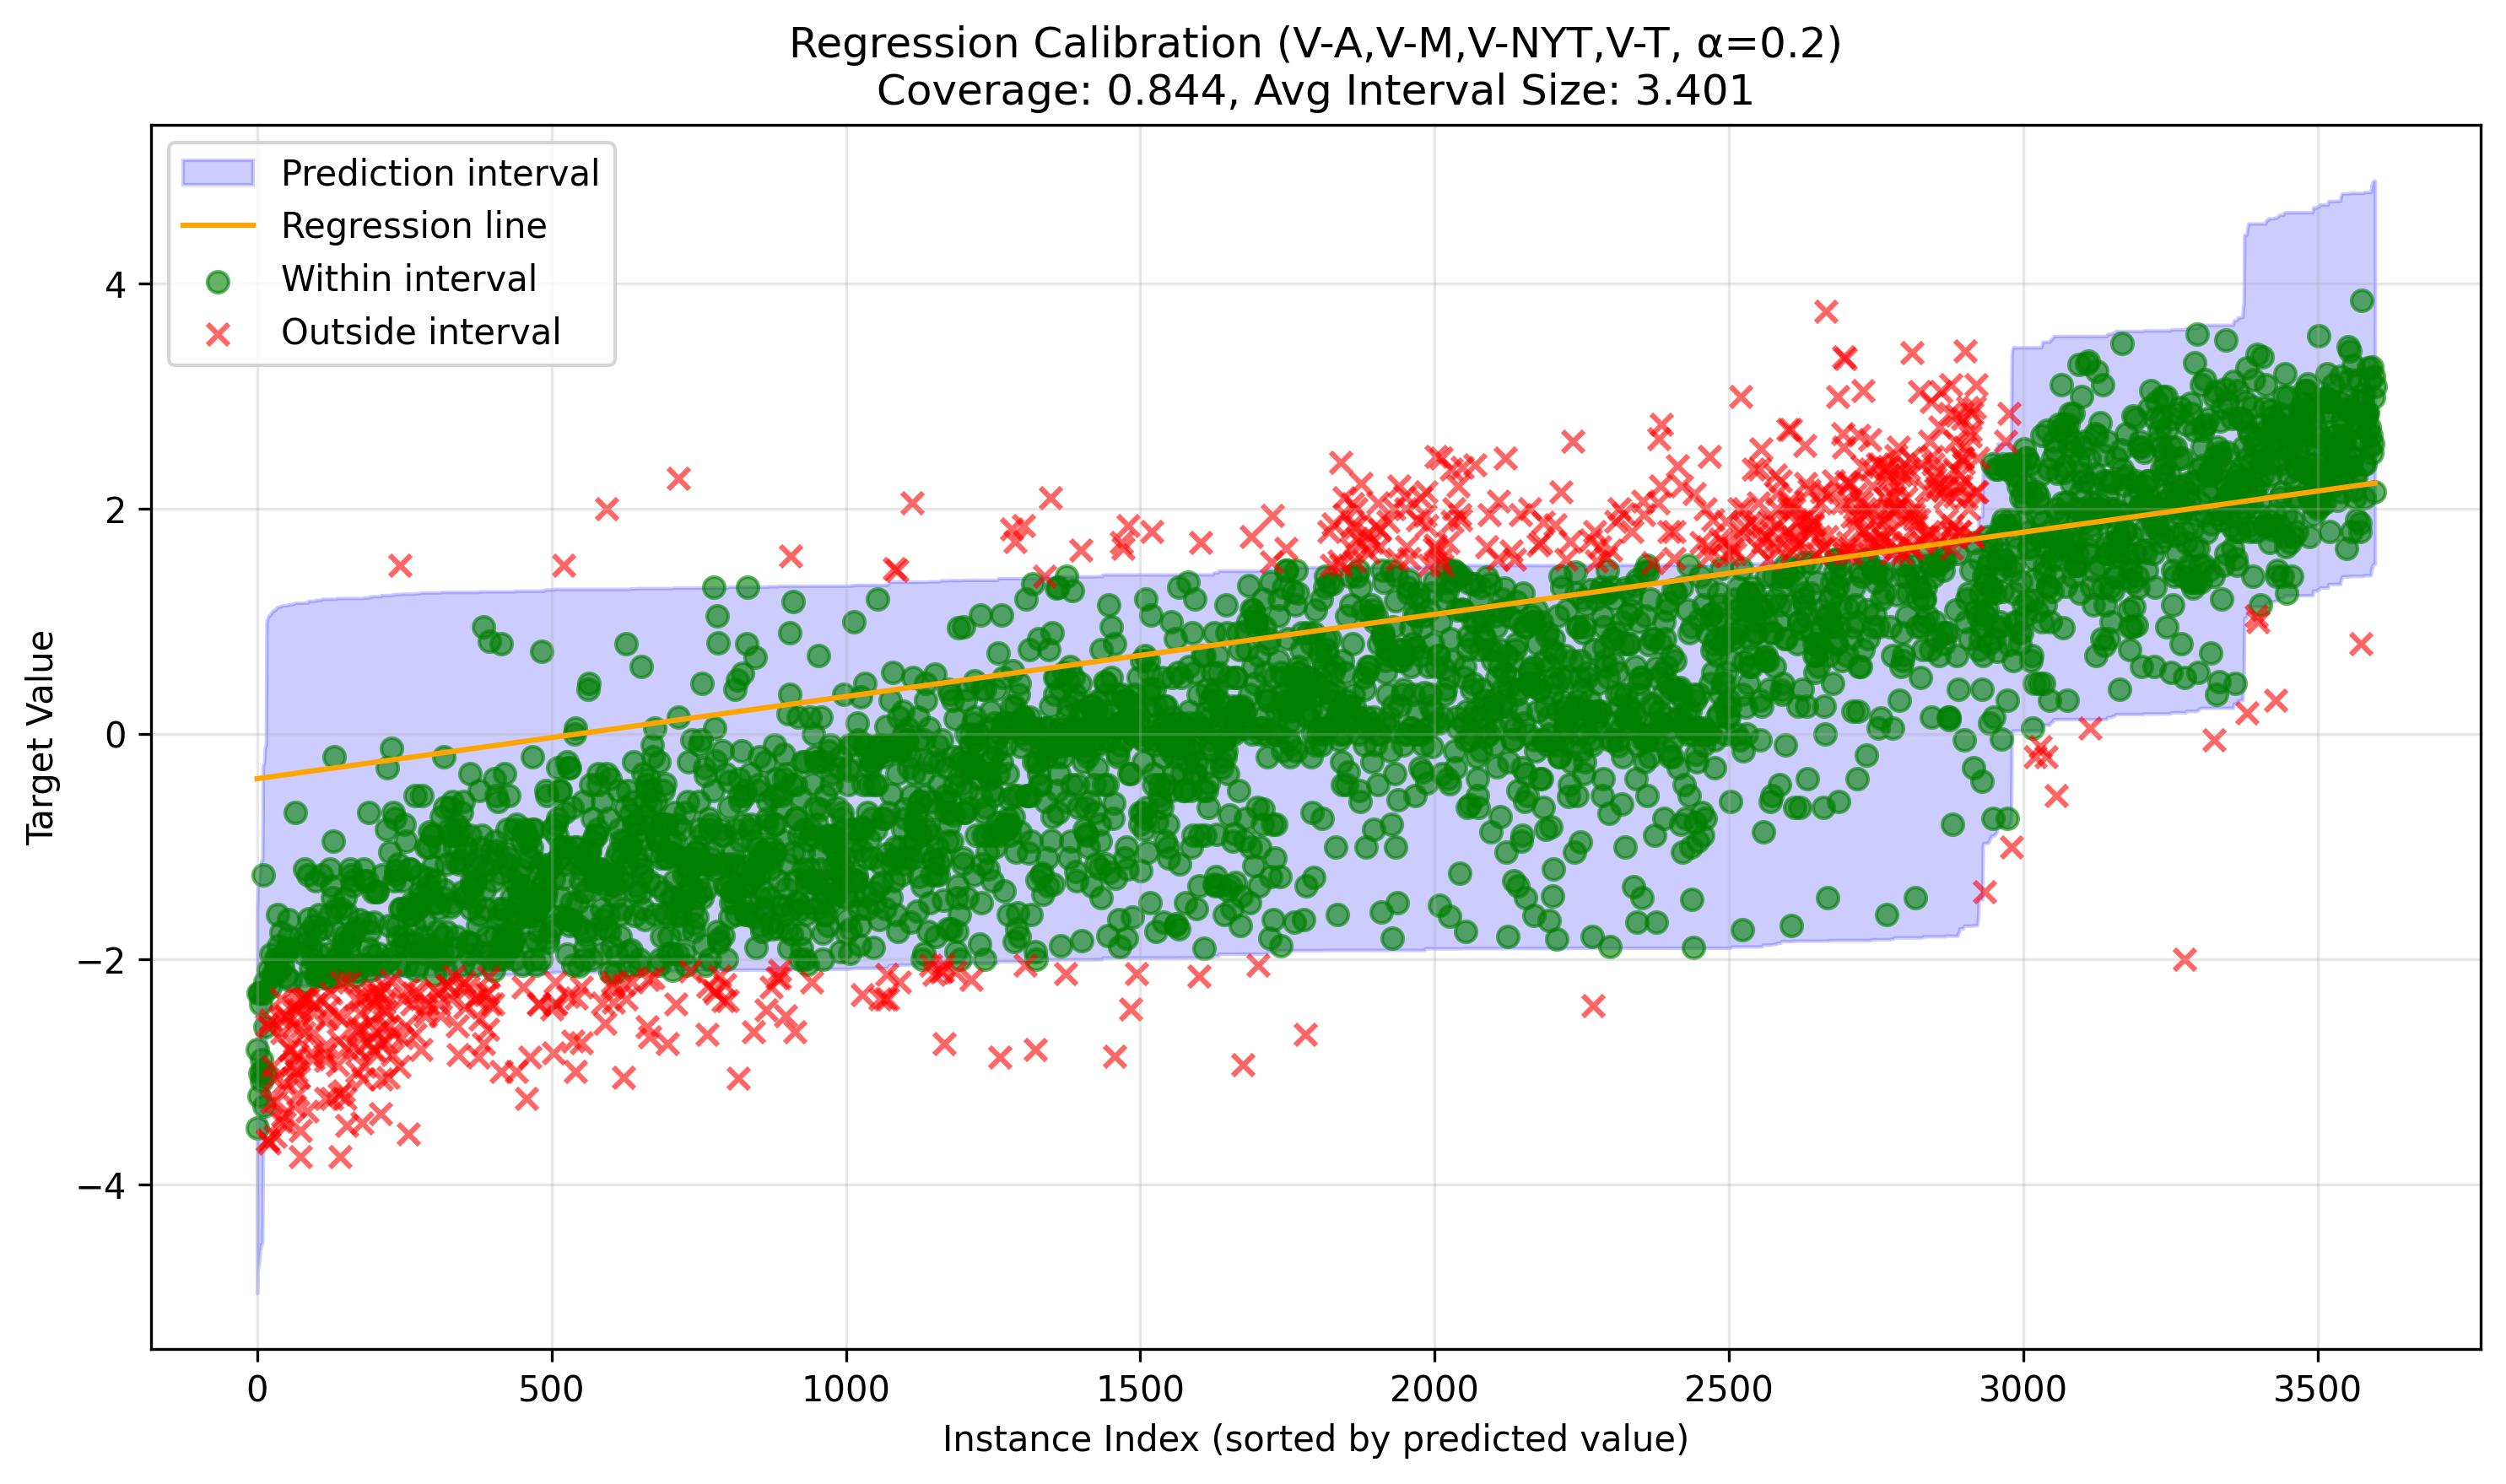 Regression Calibration (V-A,V-M,V-NYT,V-T, α=0.2)
Coverage: 0.844, Avg Interval Size: 3.401
Prediction interval
Regression line
Within interval
Outside interval
4
2
0
−2
−4
Target Value
0 500 1000 1500 2000 2500 3000 3500
Instance Index (sorted by predicted value)